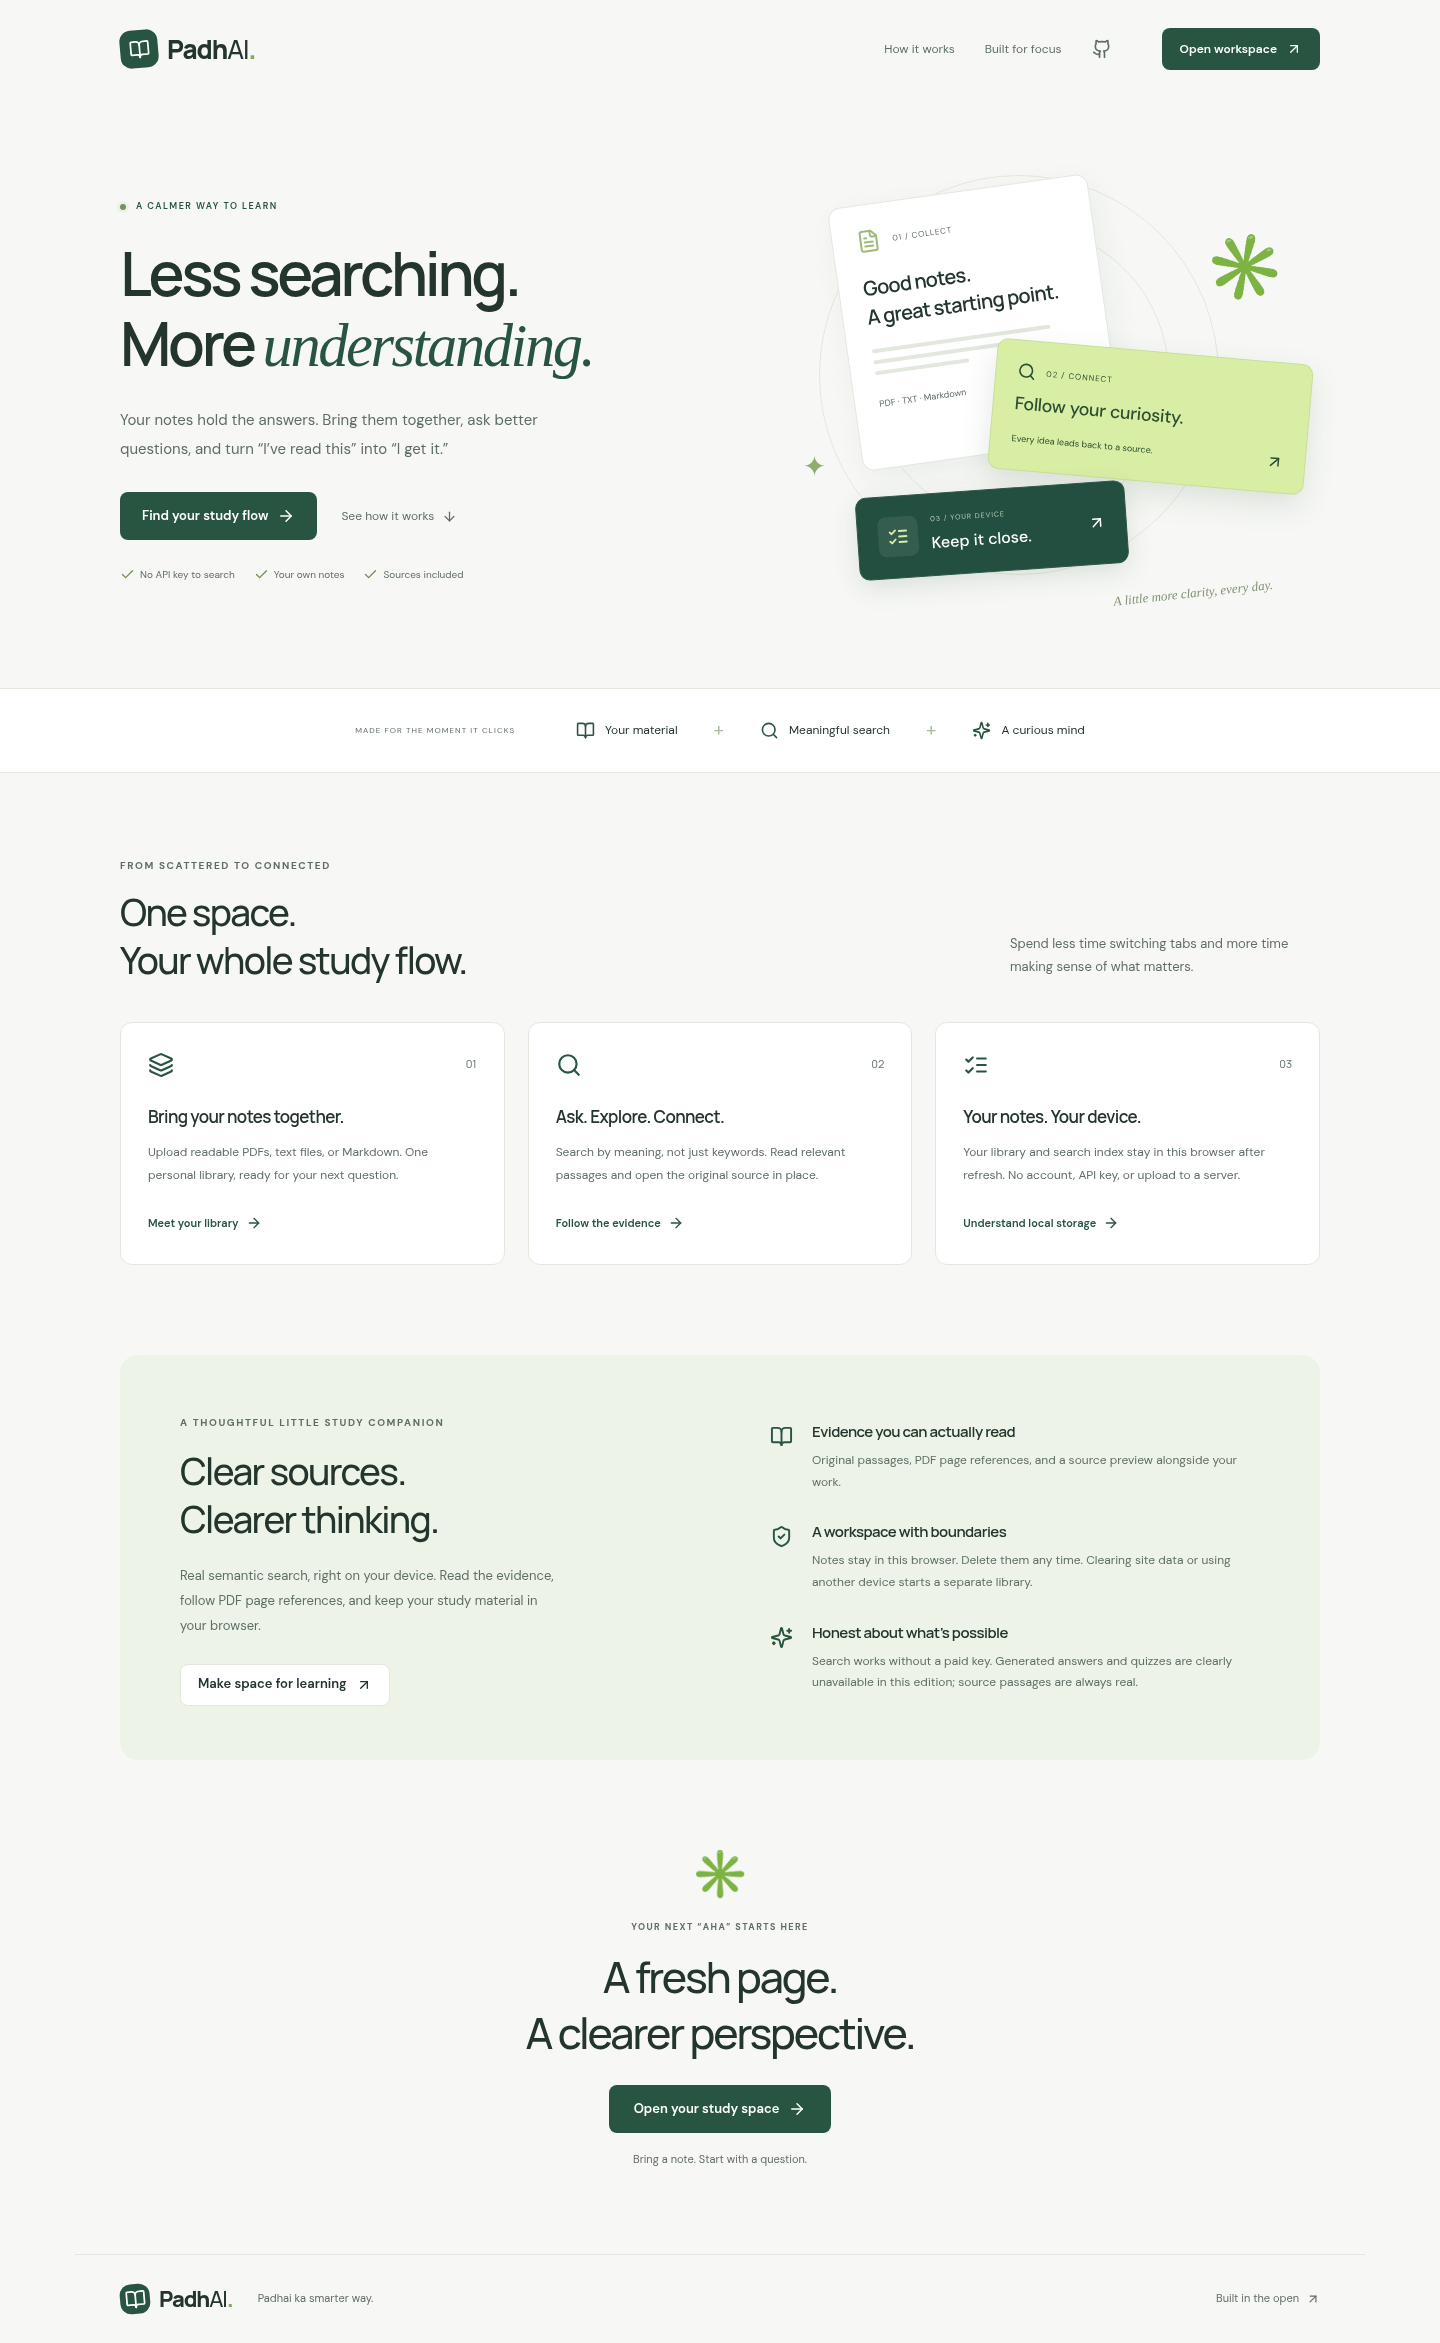 PadhAI.
How it works
Built for focus
Open workspace
A CALMER WAY TO LEARN
Less searching.
More understanding.
Your notes hold the answers. Bring them together, ask better
questions, and turn “I’ve read this” into “I get it.”
Find your study flow
See how it works
No API key to search
Your own notes
Sources included
01 / COLLECT
Good notes.
A great starting point.
PDF · TXT · Markdown
02 / CONNECT
Follow your curiosity.
Every idea leads back to a source.
03 / YOUR DEVICE
Keep it close.
A little more clarity, every day.
MADE FOR THE MOMENT IT CLICKS
Your material
+
Meaningful search
+
A curious mind
FROM SCATTERED TO CONNECTED
One space.
Your whole study flow.
Spend less time switching tabs and more time
making sense of what matters.
01
Bring your notes together.
Upload readable PDFs, text files, or Markdown. One
personal library, ready for your next question.
Meet your library
02
Ask. Explore. Connect.
Search by meaning, not just keywords. Read relevant
passages and open the original source in place.
Follow the evidence
03
Your notes. Your device.
Your library and search index stay in this browser after
refresh. No account, API key, or upload to a server.
Understand local storage
A THOUGHTFUL LITTLE STUDY COMPANION
Clear sources.
Clearer thinking.
Real semantic search, right on your device. Read the evidence,
follow PDF page references, and keep your study material in
your browser.
Make space for learning
Evidence you can actually read
Original passages, PDF page references, and a source preview alongside your
work.
A workspace with boundaries
Notes stay in this browser. Delete them any time. Clearing site data or using
another device starts a separate library.
Honest about what’s possible
Search works without a paid key. Generated answers and quizzes are clearly
unavailable in this edition; source passages are always real.
YOUR NEXT “AHA” STARTS HERE
A fresh page.
A clearer perspective.
Open your study space
Bring a note. Start with a question.
PadhAI.
Padhai ka smarter way.
Built in the open